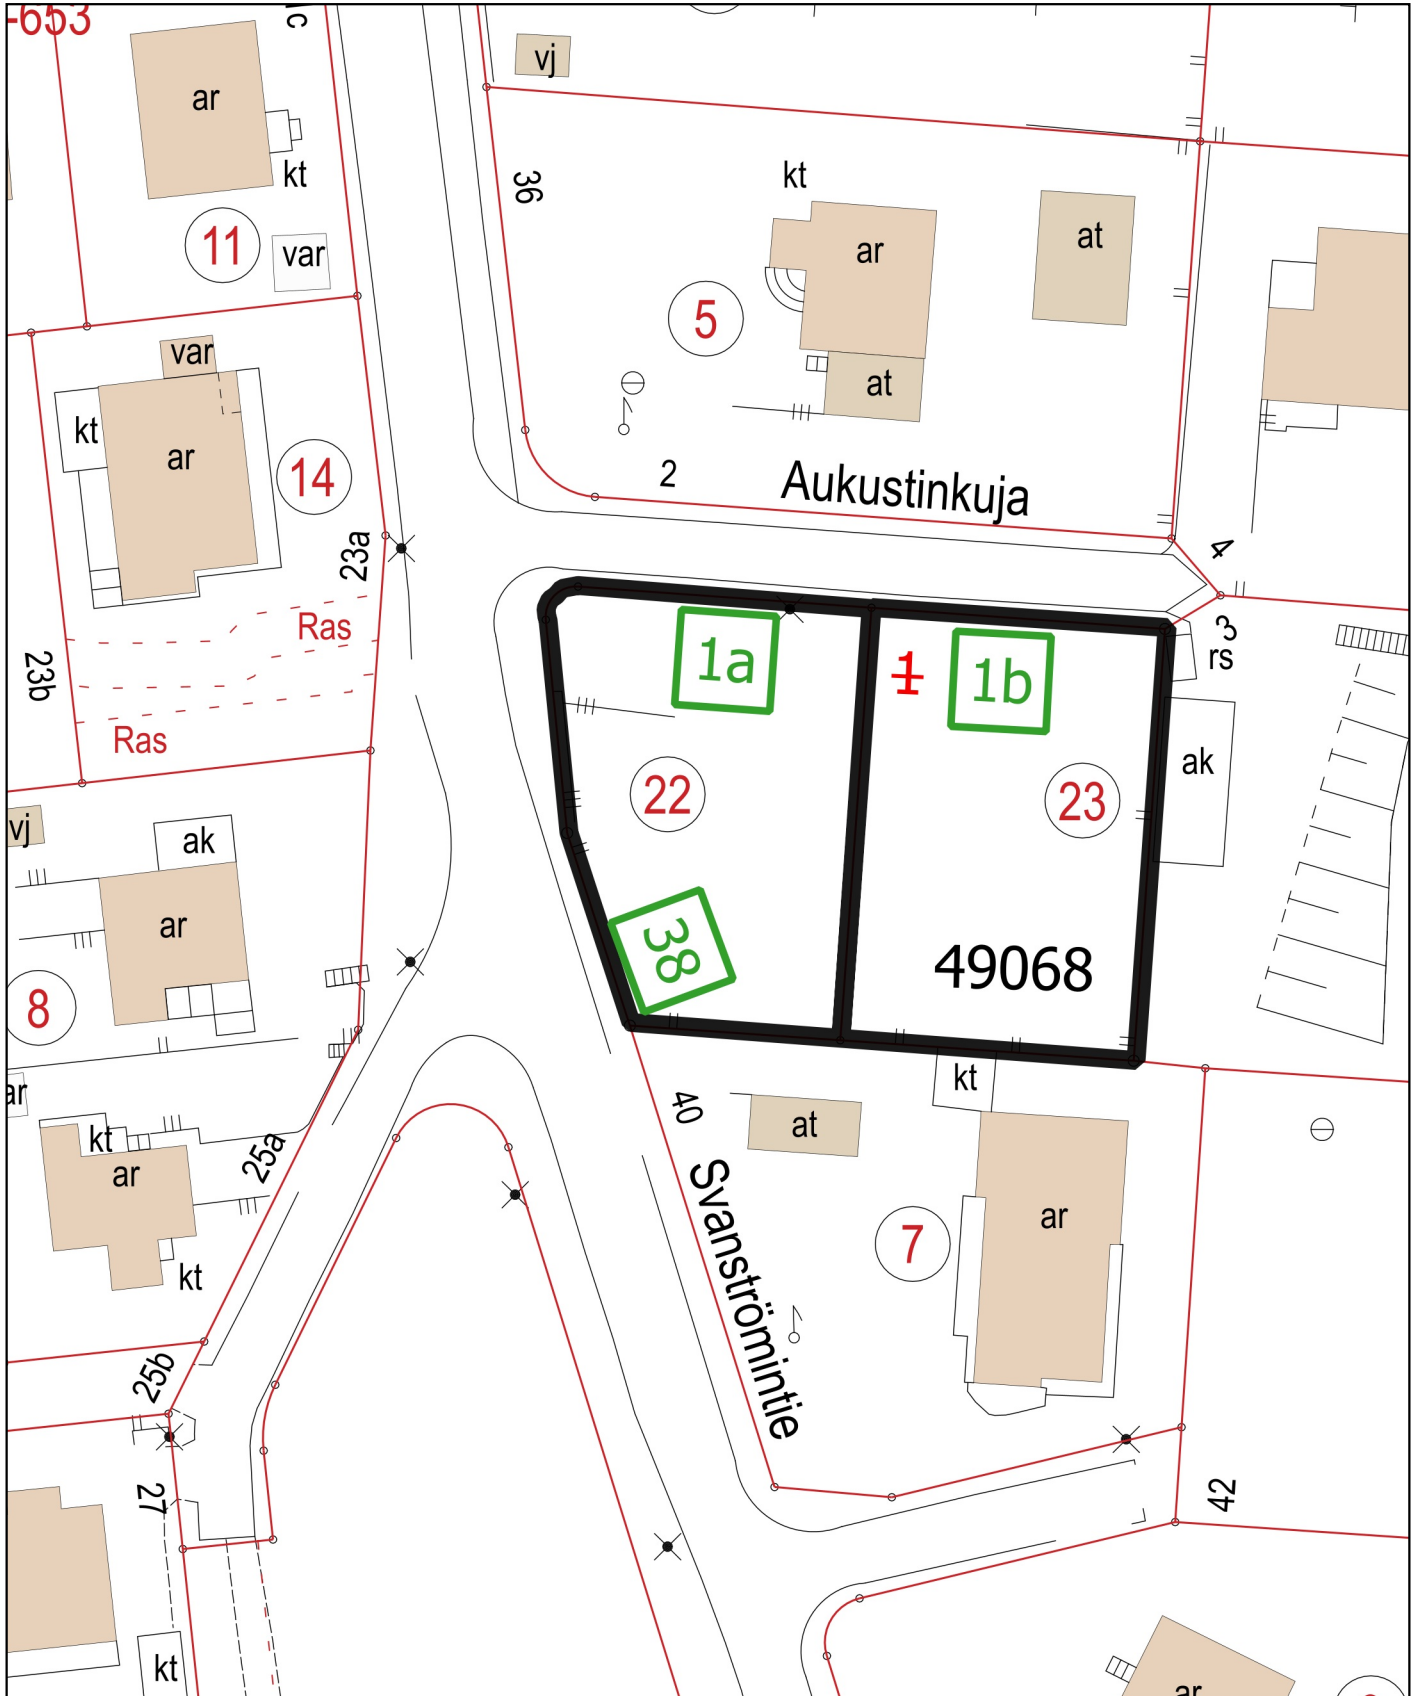 -653
1c
vj
ar
kt
36
kt
11
var
ar
at
5
var
at
kt
ar
14
2
Aukustinkuja
23a
4
Ras
3
rs
1a
1
1b
23b
Ras
ak
22
23
vj
ak
ar
38
49068
8
kt
ar
40
at
kt
25a
ar
Svanströmintie
7
ar
kt
25b
27
42
kt
ar